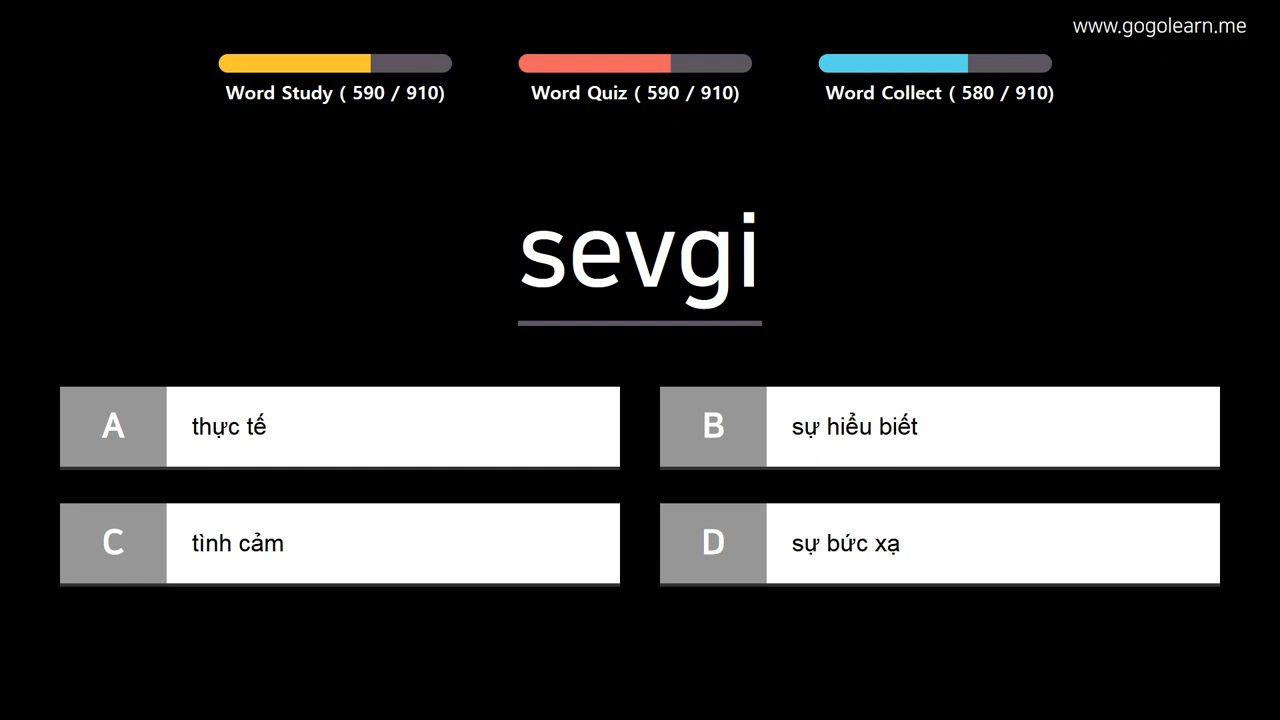 www.gogolearn.me
Word Study ( 590 / 910)
Word Quiz ( 590 / 910)
Word Collect ( 580 / 910)
sevgi
A
thực tế
B
sự hiểu biết
C
tình cảm
D
sự bức xạ